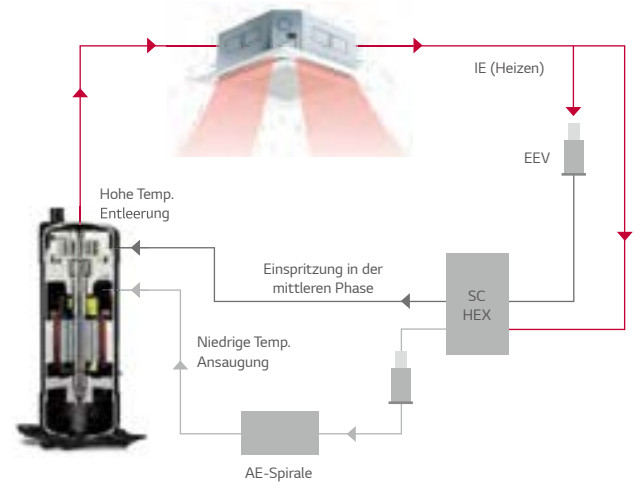 IE (Heizen)
EEV
Hohe Temp.
Entleerung
Einspritzung in der
mittleren Phase
SC
HEX
Niedrige Temp.
Ansaugung
AE-Spirale